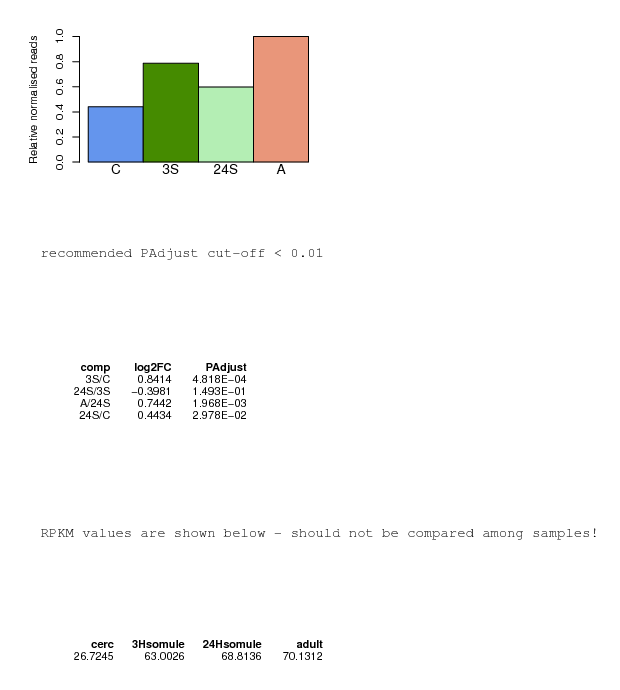 Relative normalised reads
1.0
0.8
0.6
0.4
0.2
0.0
C 3S 24S A
recommended PAdjust cut-off < 0.01
comp log2FC PAdjust
3S/C 0.8414 4.818E-04
24S/3S -0.3981 1.493E-01
A/24S 0.7442 1.968E-03
24S/C 0.4434 2.978E-02
RPKM values are shown below - should not be compared among samples!
cerc 3Hsomule 24Hsomule adult
26.7245 63.0026 68.8136 70.1312